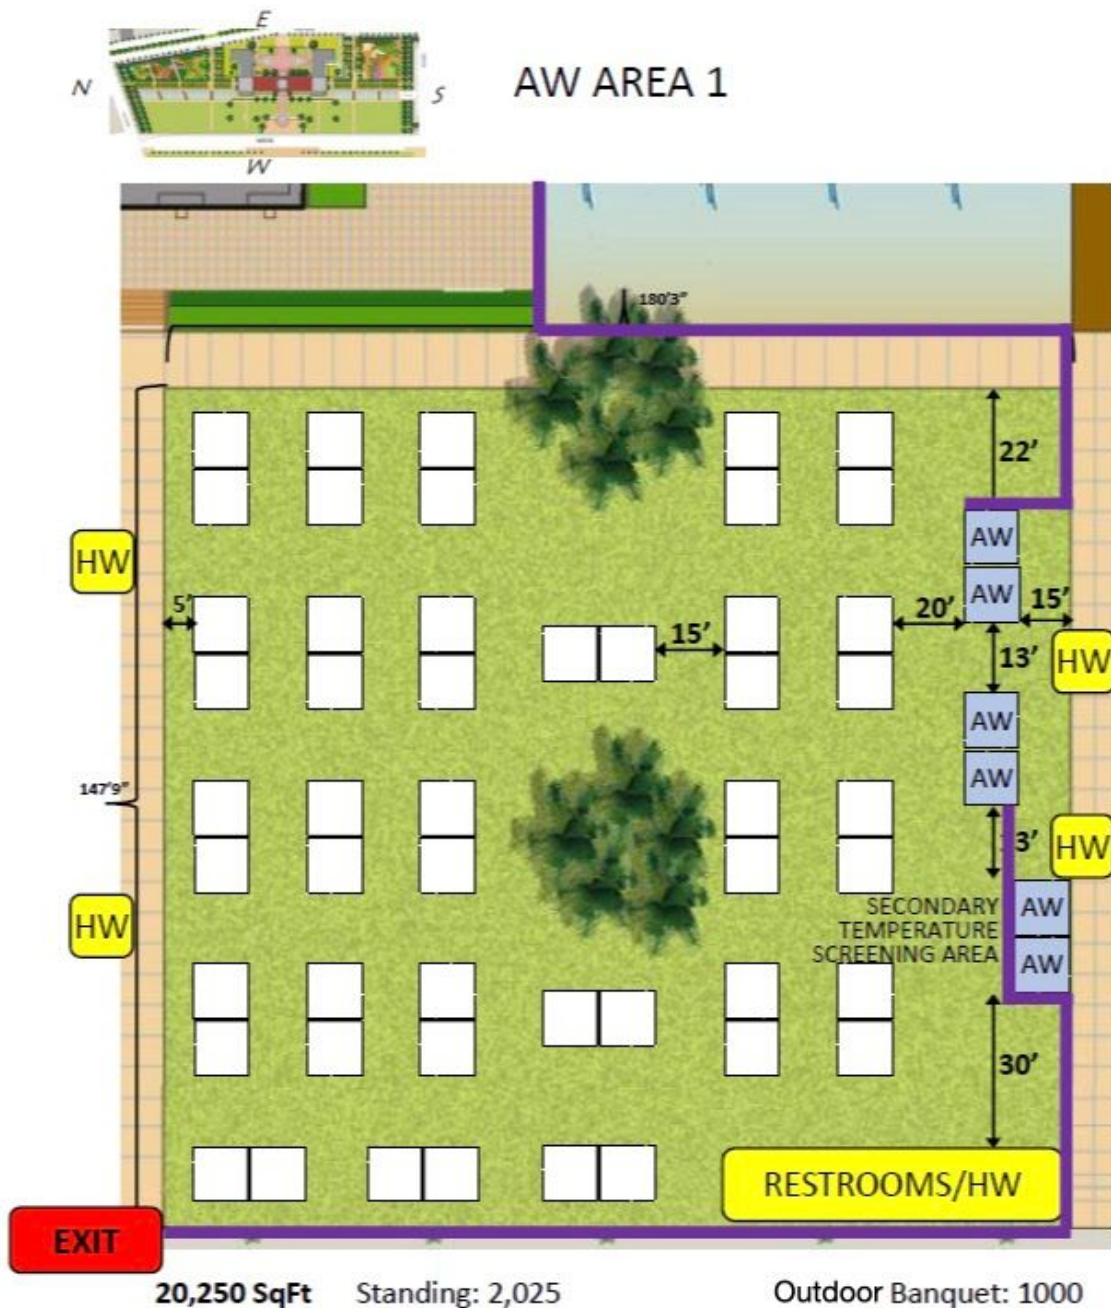 E
N
S
W
AW AREA 1
180'3"
22'
HW
AW
AW
5'
15'
20'
15'
13'
HW
AW
AW
147'9"
3'
HW
HW
SECONDARY
TEMPERATURE
SCREENING AREA
AW
AW
30'
RESTROOMS/HW
EXIT
20,250 SqFt Standing: 2,025 Outdoor Banquet: 1000